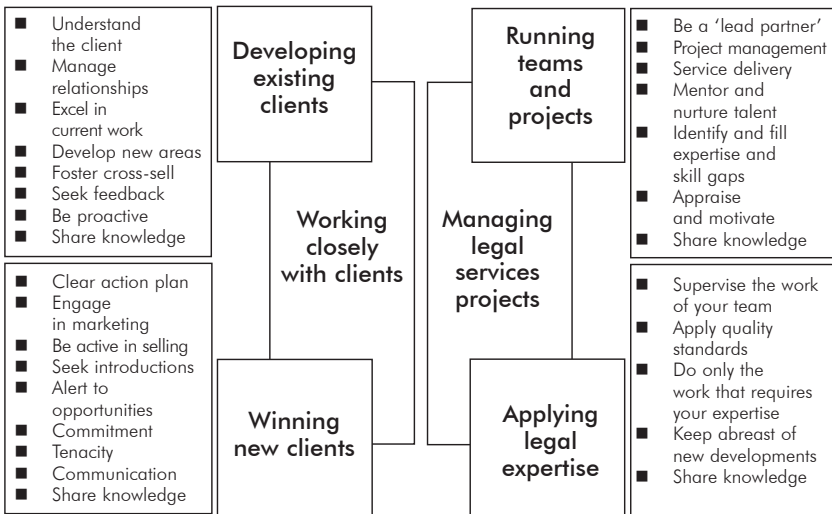 ■ Understand
the client
■ Manage
relationships
■ Excel in
current work
■ Develop new areas
■ Foster cross-sell
■ Seek feedback
■ Be proactive
■ Share knowledge
Developing
existing
clients
Running
teams
and
projects
■ Be a ‘lead partner’
■ Project management
■ Service delivery
■ Mentor and
nurture talent
■ Identify and fill
expertise and
skill gaps
■ Appraise
and motivate
■ Share knowledge
Working
closely
with clients
Managing
legal
services
projects
■ Clear action plan
■ Engage
in marketing
■ Be active in selling
■ Seek introductions
■ Alert to
opportunities
■ Commitment
■ Tenacity
■ Communication
■ Share knowledge
Winning
new clients
Applying
legal
expertise
■ Supervise the work
of your team
■ Apply quality
standards
■ Do only the
work that requires
your expertise
■ Keep abreast of
new developments
■ Share knowledge